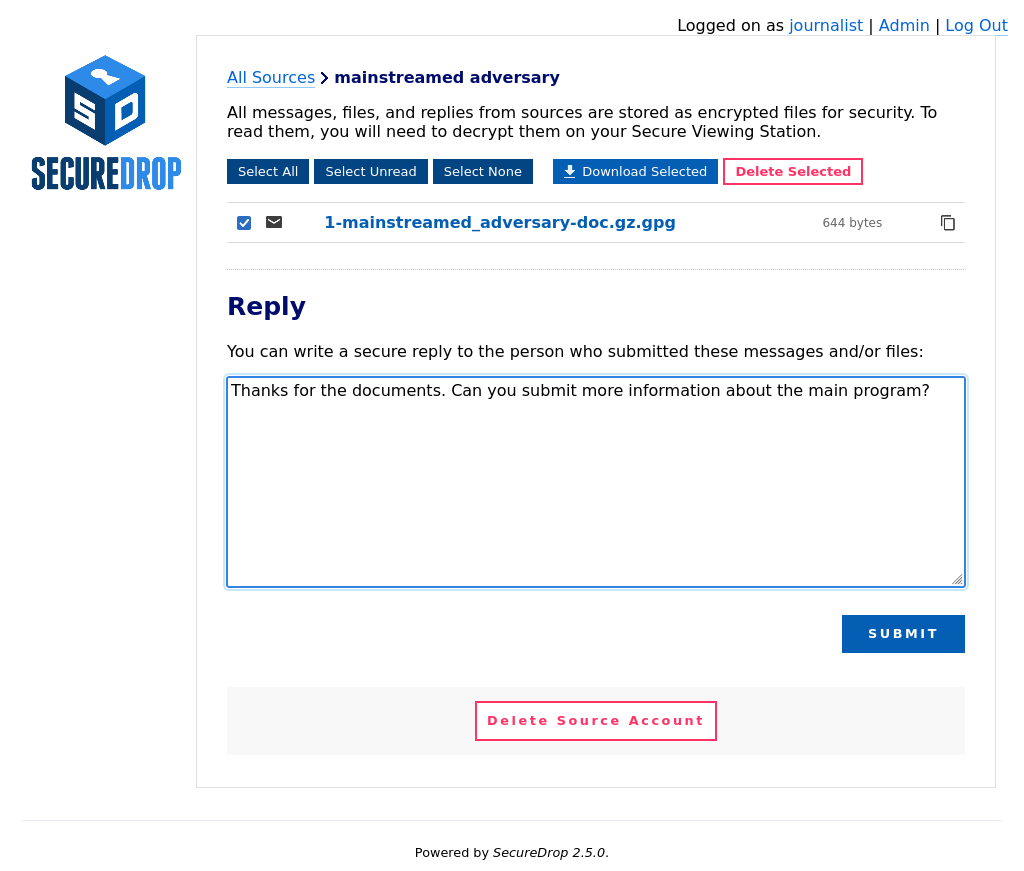 Logged on as journalist | Admin | Log Out
SECUREDROP
All Sources > mainstreamed adversary
All messages, files, and replies from sources are stored as encrypted files for security. To
read them, you will need to decrypt them on your Secure Viewing Station.
Select All Select Unread Select None Download Selected Delete Selected
1-mainstreamed_adversary-doc.gz.gpg 644 bytes
Reply
You can write a secure reply to the person who submitted these messages and/or files:
Thanks for the documents. Can you submit more information about the main program?
SUBMIT
Delete Source Account
Powered by SecureDrop 2.5.0.